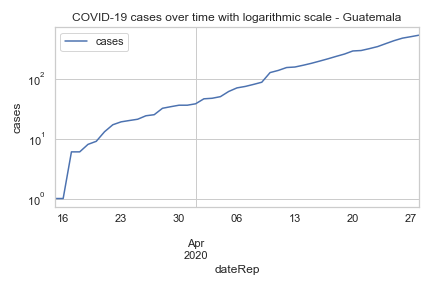 COVID-19 cases over time with logarithmic scale - Guatemala
cases
cases
10²
10¹
10⁰
16 23 30 06 13 20 27
Apr
2020
dateRep